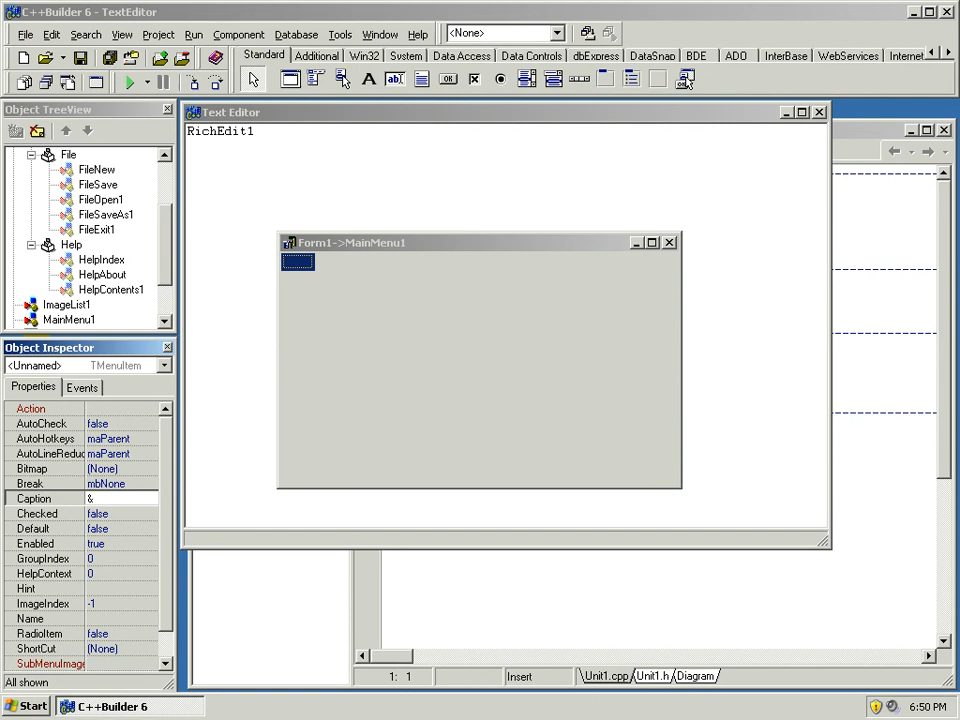 C++Builder 6 - TextEditor
File Edit Search View Project Run Component Database Tools Window Help
<None>
Standard Additional Win32 System Data Access Data Controls dbExpress DataSnap BDE ADO InterBase WebServices Internet
Object TreeView
File
FileNew
FileSave
FileOpen1
FileSaveAs1
FileExit1
Help
HelpIndex
HelpAbout
HelpContents1
ImageList1
MainMenu1
Text Editor
RichEdit1
Form1->MainMenu1
Object Inspector
<Unnamed> TMenuItem
Properties Events
Action
AutoCheck false
AutoHotkeys maParent
AutoLineReduc maParent
Bitmap (None)
Break mbNone
Caption &
Checked false
Default false
Enabled true
GroupIndex 0
HelpContext 0
Hint
ImageIndex -1
Name
RadioItem false
ShortCut (None)
SubMenuImage
All shown
1: 1 Insert Unit1.cpp Unit1.h Diagram
Start C++Builder 6 6:50 PM